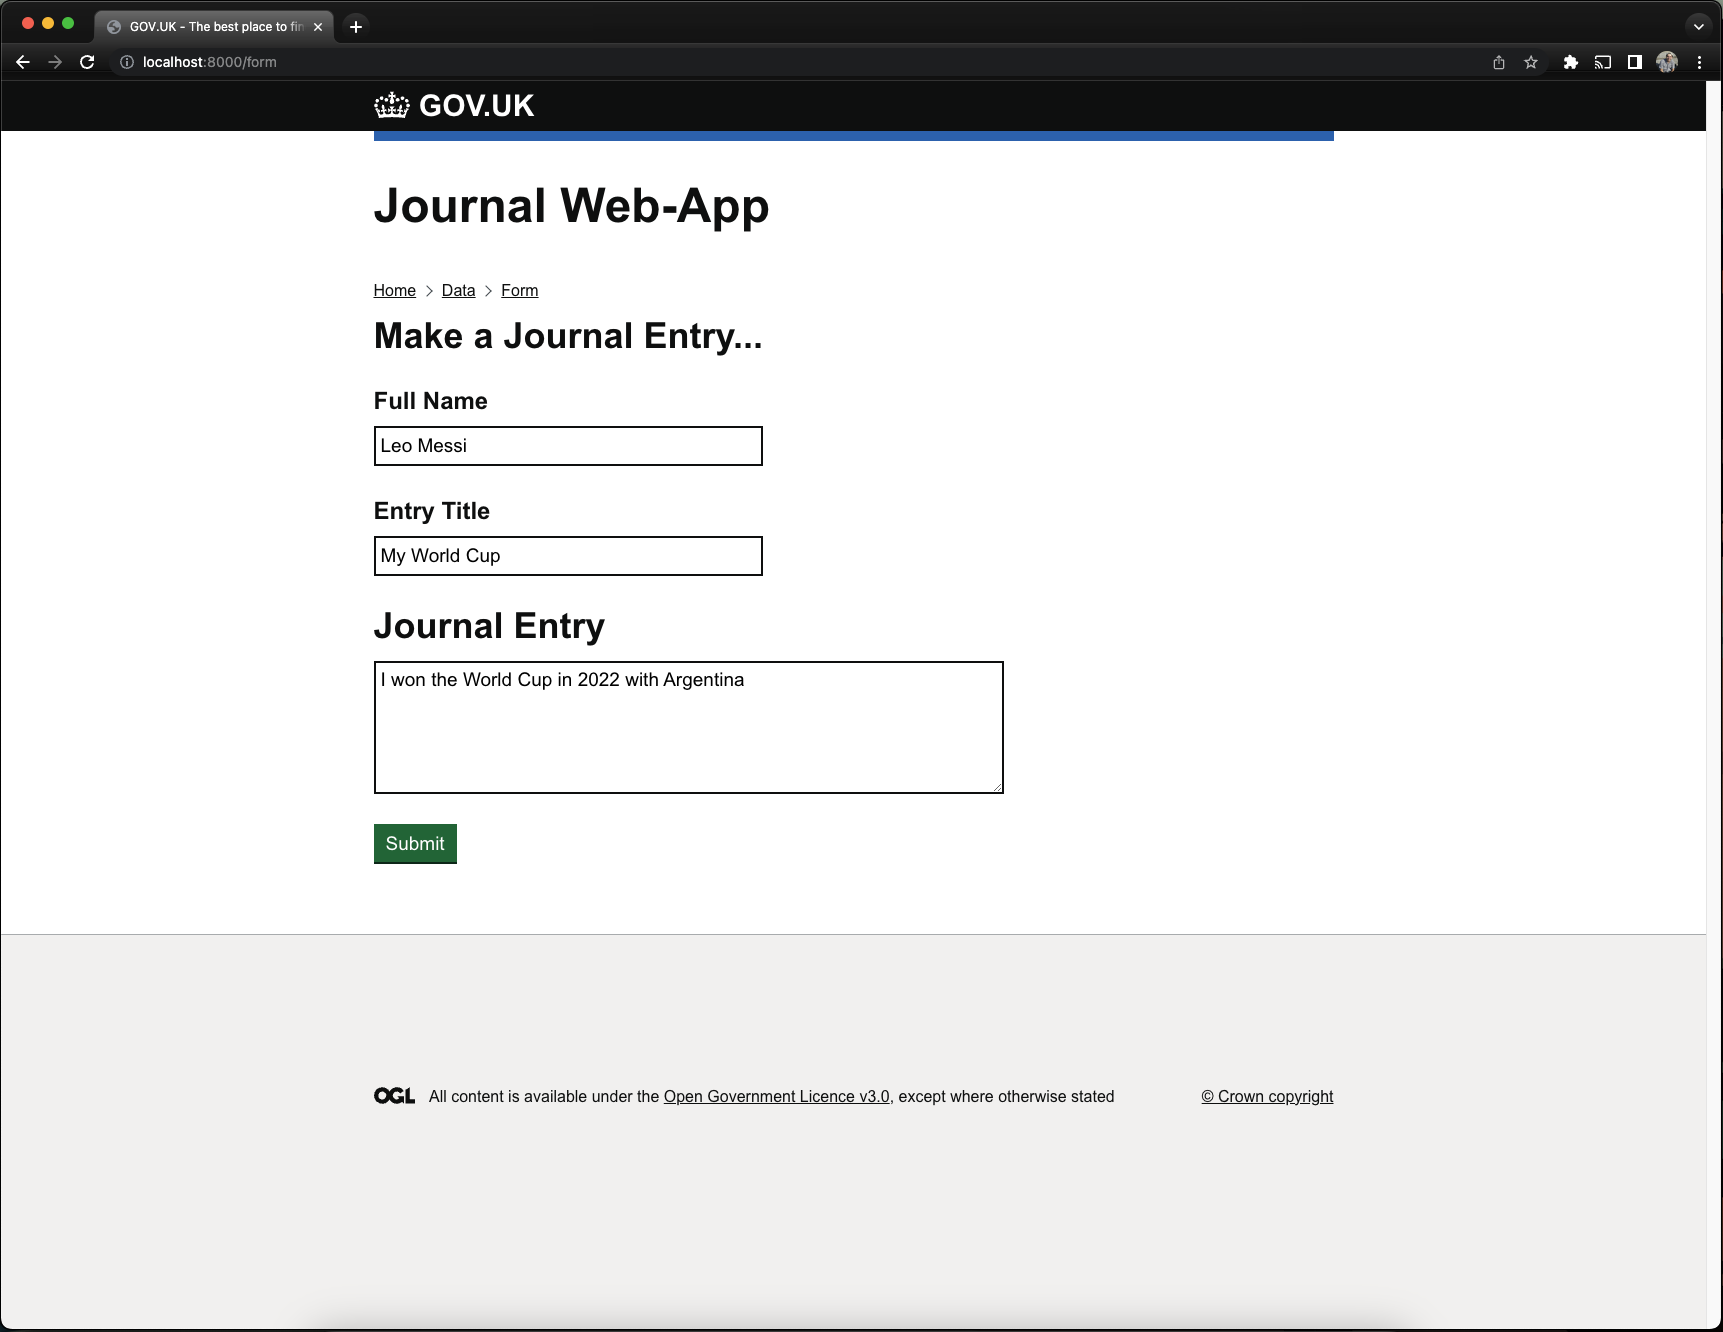 GOV.UK - The best place to fin
localhost:8000/form
GOV.UK
Journal Web-App
Home > Data > Form
Make a Journal Entry...
Full Name
Leo Messi
Entry Title
My World Cup
Journal Entry
I won the World Cup in 2022 with Argentina
Submit
OGL All content is available under the Open Government Licence v3.0, except where otherwise stated © Crown copyright